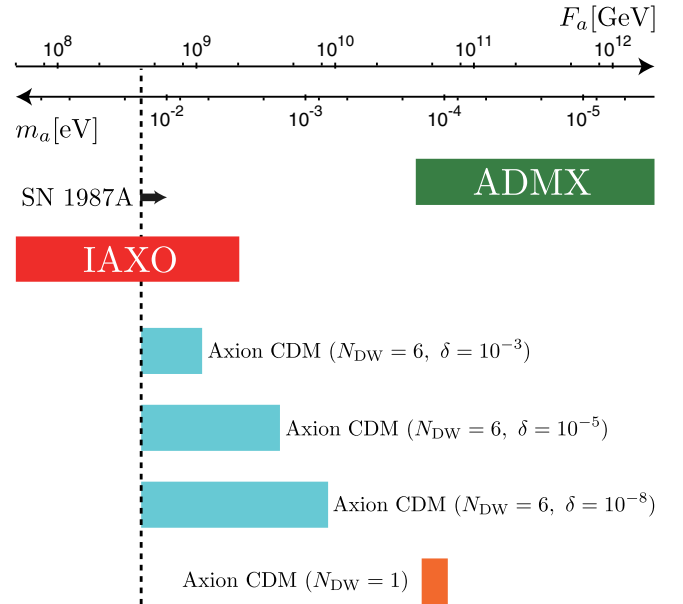 F_a[GeV]
10^8 10^9 10^10 10^11 10^12
m_a[eV] 10^-2 10^-3 10^-4 10^-5
ADMX
SN 1987A
IAXO
Axion CDM (N_DW = 6, δ = 10^−3)
Axion CDM (N_DW = 6, δ = 10^−5)
Axion CDM (N_DW = 6, δ = 10^−8)
Axion CDM (N_DW = 1)